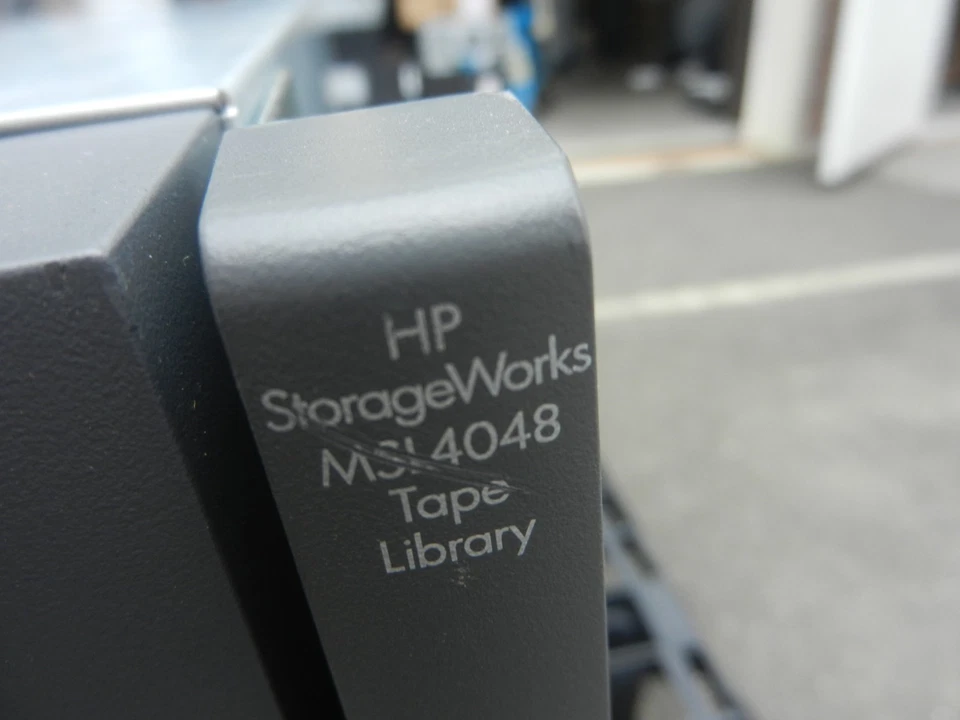 HP
StorageWorks
MSL4048
Tape
Library